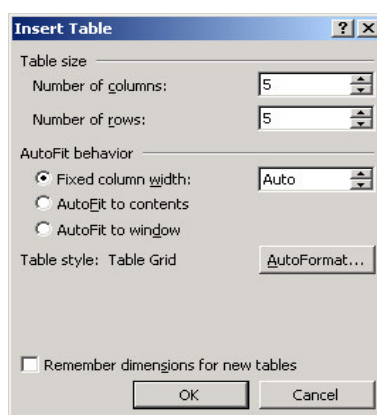 Insert Table
Table size
Number of columns: 5
Number of rows: 5
AutoFit behavior
Fixed column width: Auto
AutoFit to contents
AutoFit to window
Table style: Table Grid AutoFormat...
Remember dimensions for new tables
OK Cancel